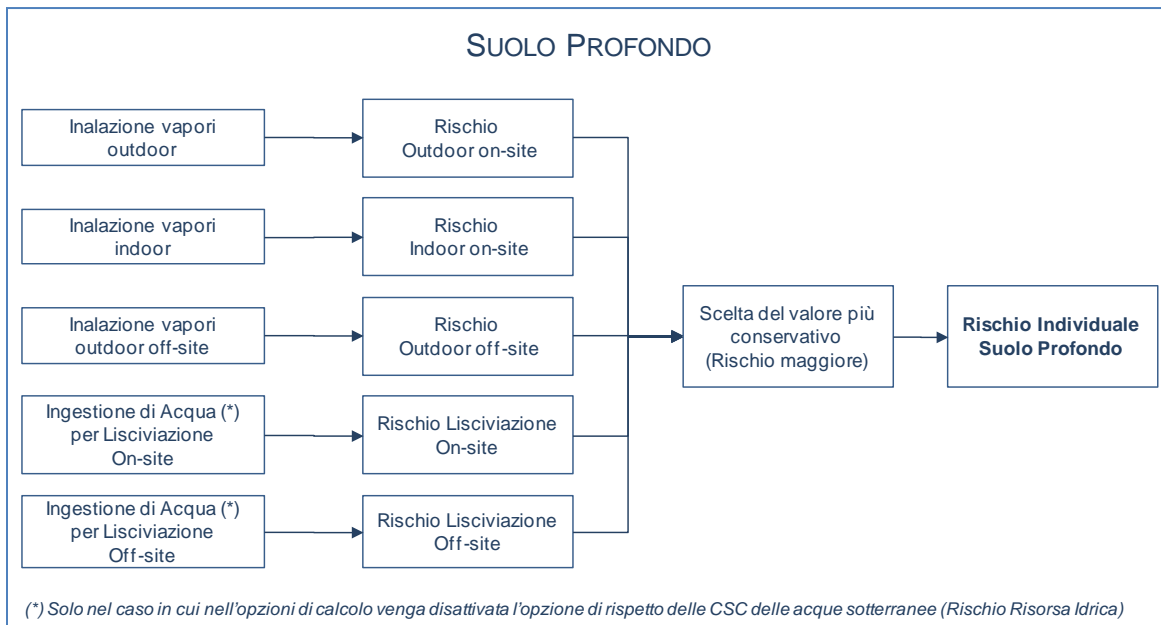 SUOLO PROFONDO
Inalazione vapori
outdoor
Rischio
Outdoor on-site
Inalazione vapori
indoor
Rischio
Indoor on-site
Inalazione vapori
outdoor off-site
Rischio
Outdoor off-site
Scelta del valore più
conservativo
(Rischio maggiore)
Rischio Individuale
Suolo Profondo
Ingestione di Acqua (*)
per Lisciviazione
On-site
Rischio Lisciviazione
On-site
Ingestione di Acqua (*)
per Lisciviazione
Off-site
Rischio Lisciviazione
Off-site
(*) Solo nel caso in cui nell'opzioni di calcolo venga disattivata l'opzione di rispetto delle CSC delle acque sotterranee (Rischio Risorsa Idrica)